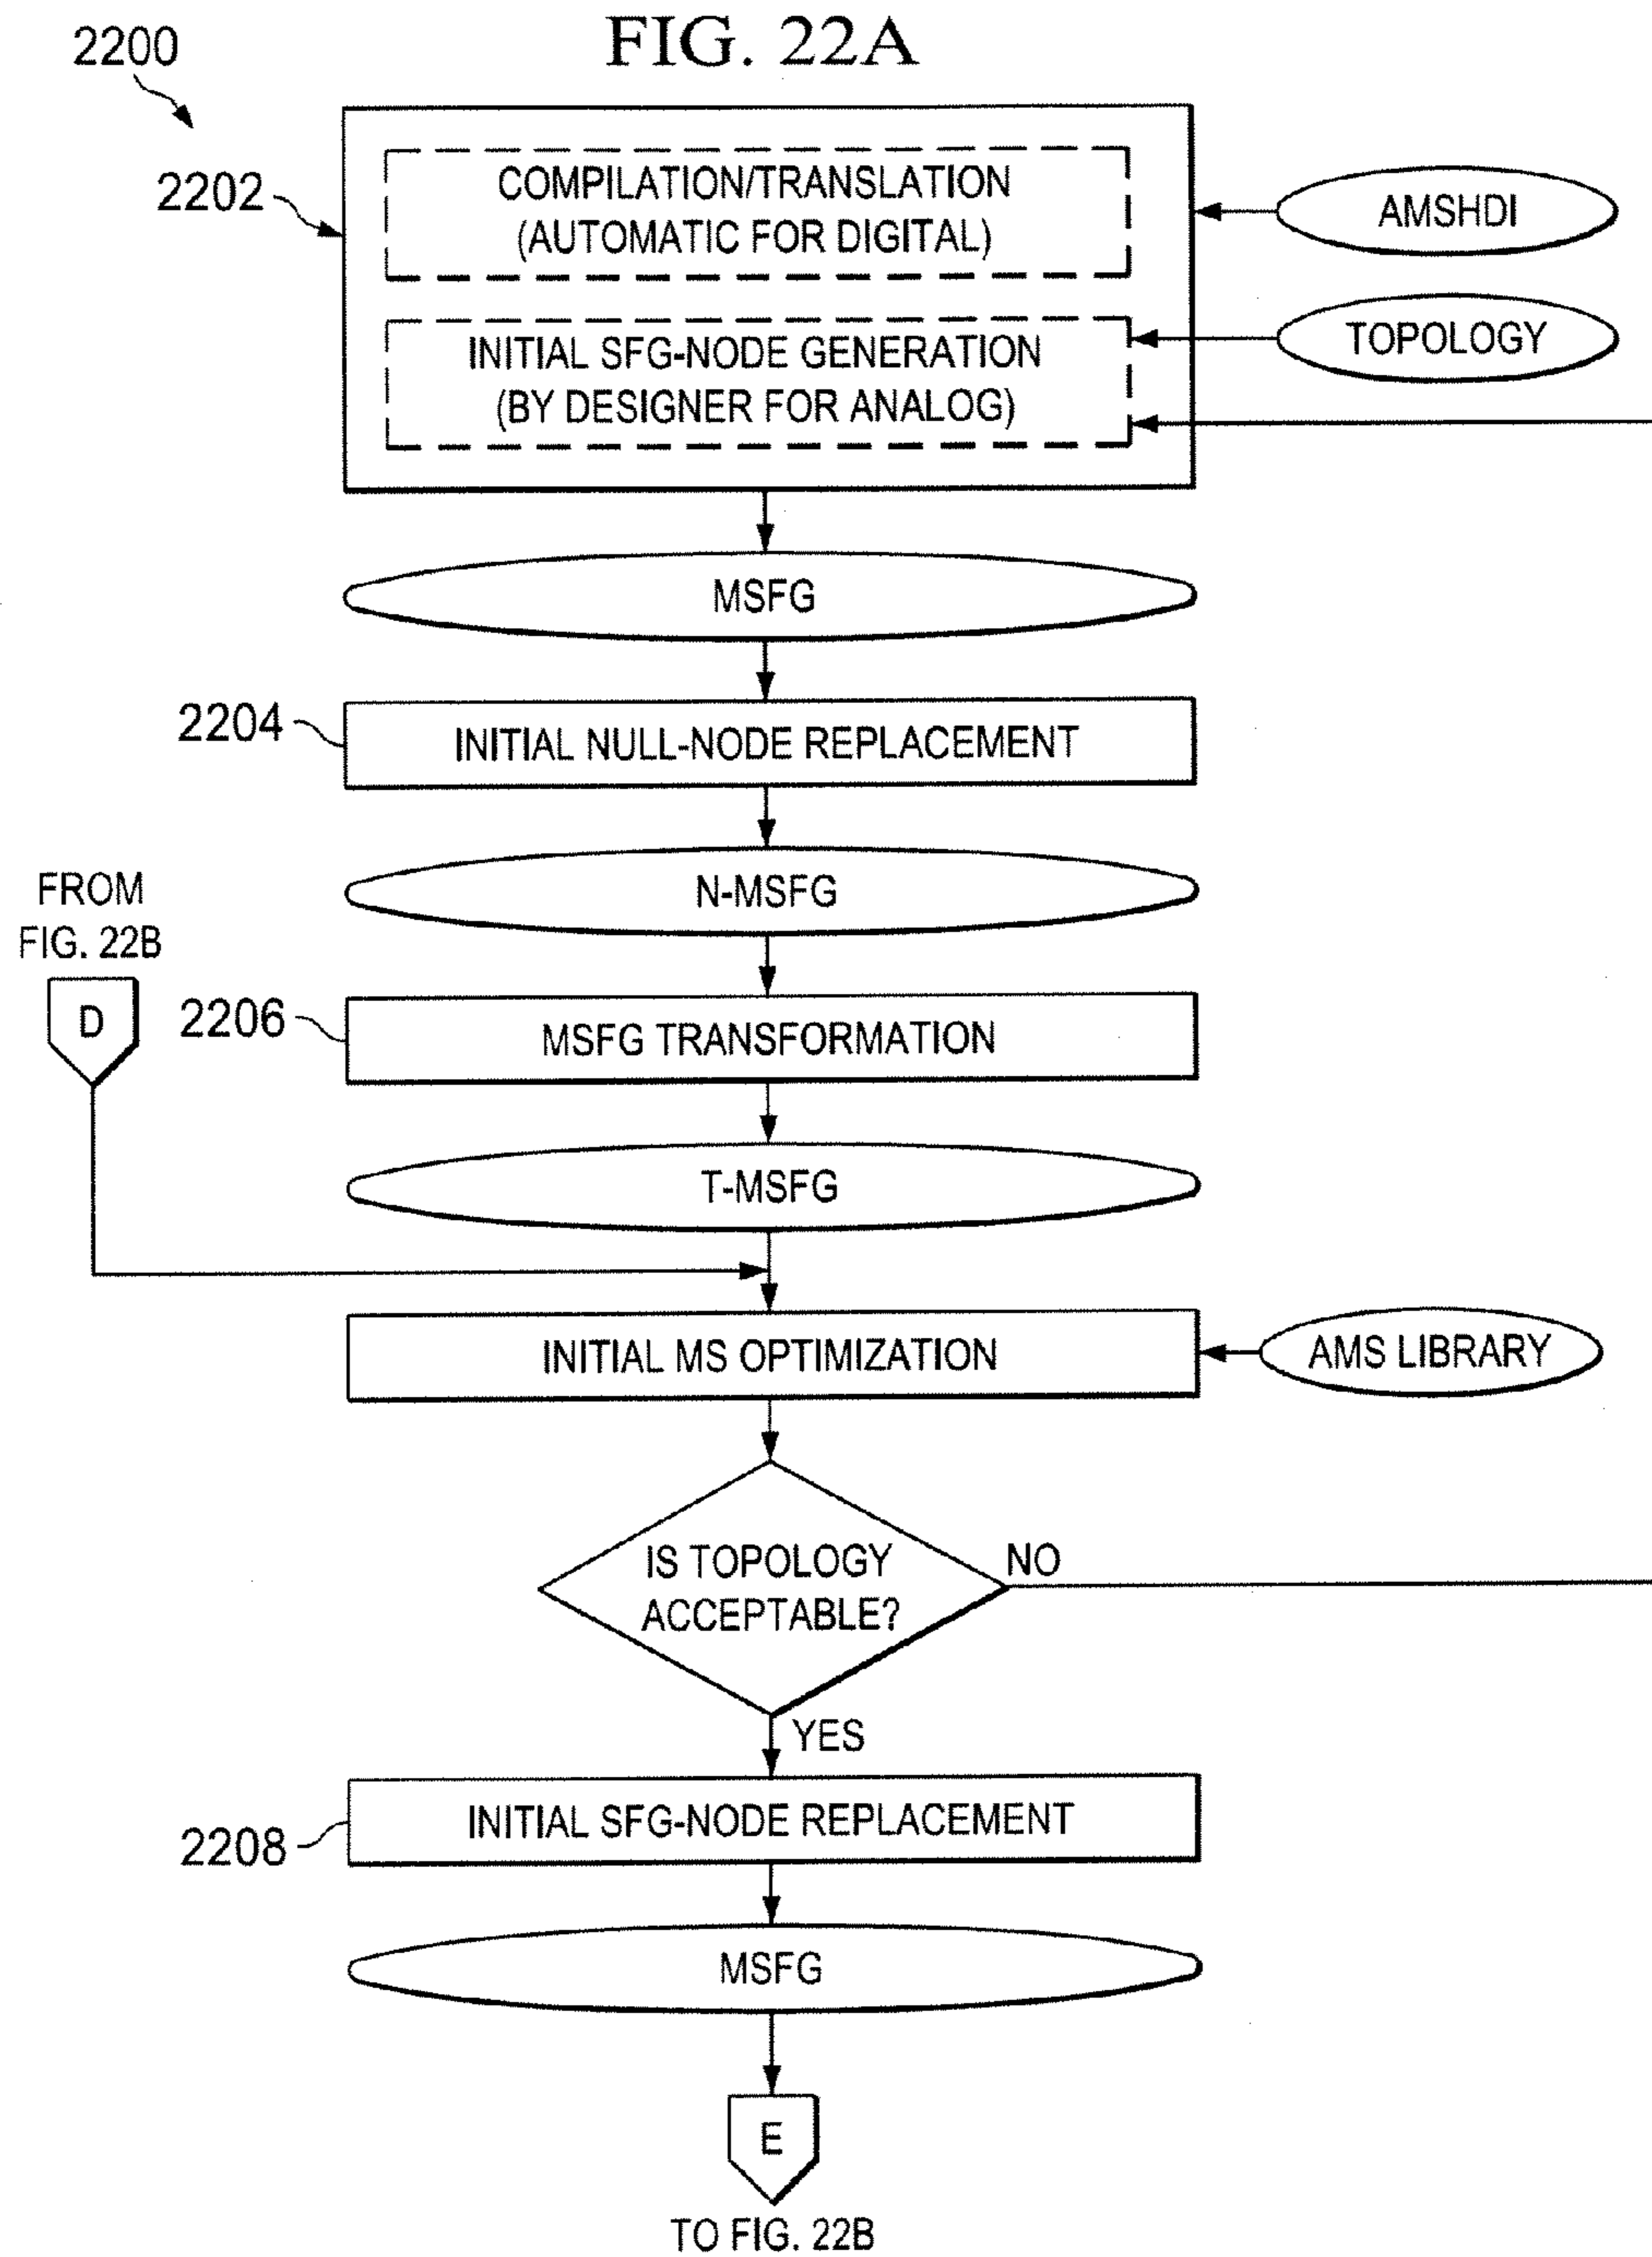 FIG. 22A
2200
2202
COMPILATION/TRANSLATION
(AUTOMATIC FOR DIGITAL)
AMSHDI
INITIAL SFG-NODE GENERATION
(BY DESIGNER FOR ANALOG)
TOPOLOGY
MSFG
2204
INITIAL NULL-NODE REPLACEMENT
N-MSFG
FROM
FIG. 22B
D
2206
MSFG TRANSFORMATION
T-MSFG
INITIAL MS OPTIMIZATION
AMS LIBRARY
IS TOPOLOGY
ACCEPTABLE?
NO
YES
2208
INITIAL SFG-NODE REPLACEMENT
MSFG
E
TO FIG. 22B